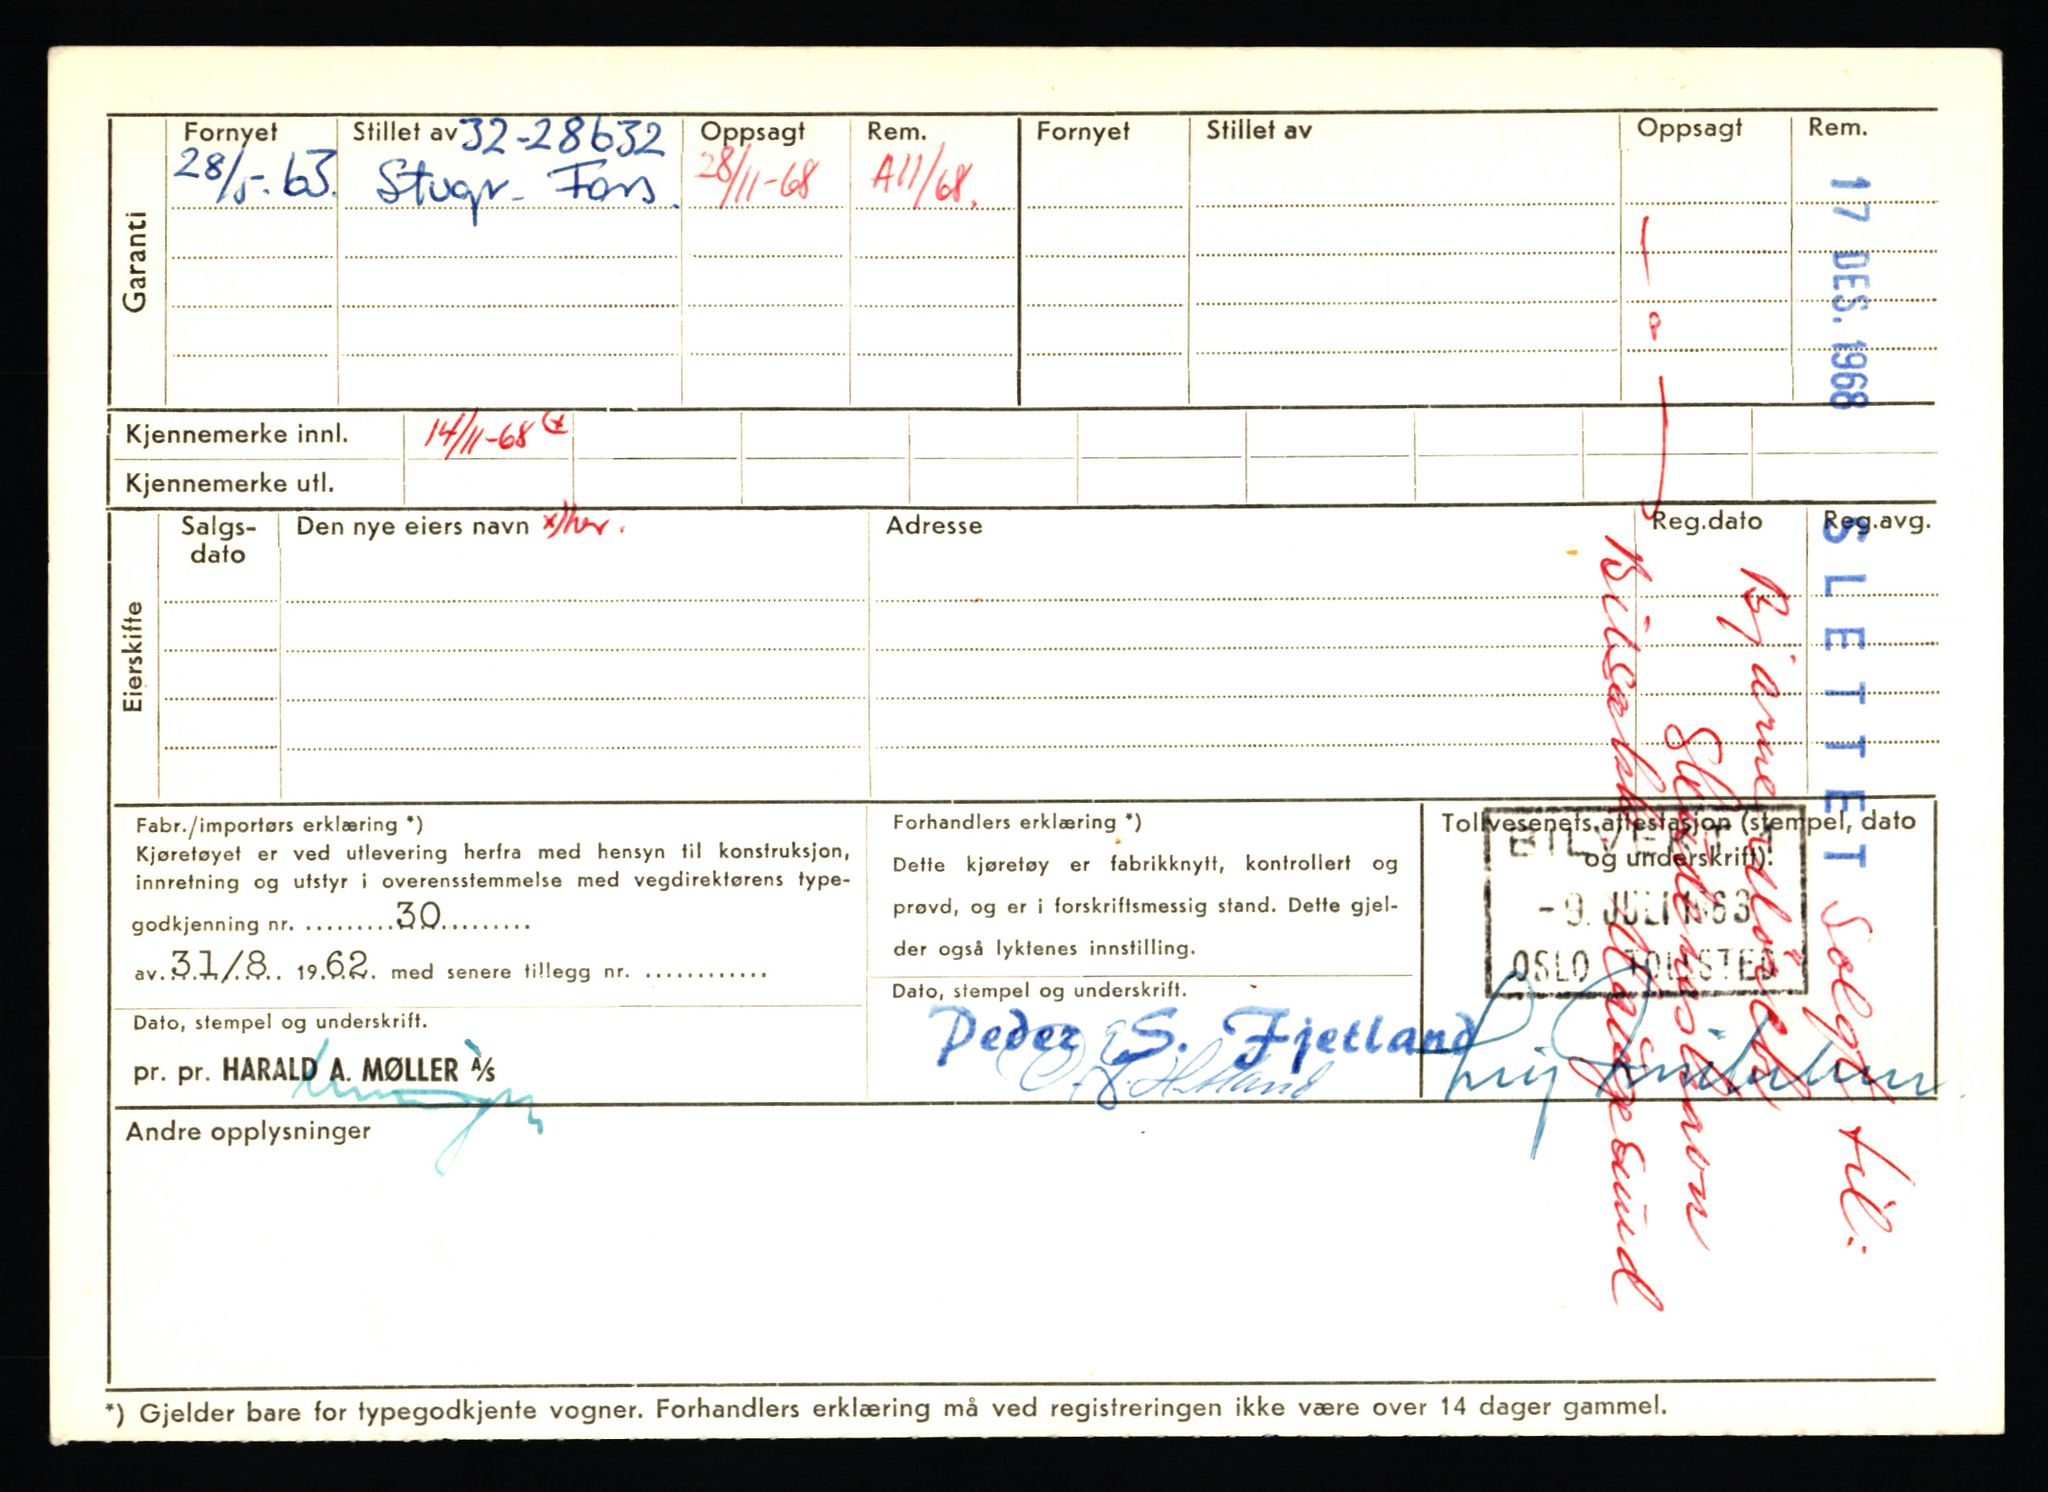 Garanti
Fornyet Stillet av 32-28632 Oppsagt Rem. Fornyet Stillet av Oppsagt Rem.
28/5-63. Stvgr. Fors. 28/11-68 A11/68.
17 DES. 1968
Kjennemerke innl. 14/11-68
Kjennemerke utl.
Eierskifte
Salgs-dato Den nye eiers navn x) her. Adresse Reg.dato Reg.avg.
SLETTET
Solgt til:
Bjarne
Bilsenk Haugesund
Fabr./importørs erklæring *)
Kjøretøyet er ved utlevering herfra med hensyn til konstruksjon,
innretning og utstyr i overensstemmelse med vegdirektørens type-
godkjenning nr. .........30.........
av 31/8. 1962. med senere tillegg nr. ............
Dato, stempel og underskrift.
pr. pr. HARALD A. MØLLER A/S
Forhandlers erklæring *)
Dette kjøretøy er fabrikknytt, kontrollert og
prøvd, og er i forskriftsmessig stand. Dette gjel-
der også lyktenes innstilling.
Dato, stempel og underskrift.
Peder S. Fjetland
Tollvesenets attestasjon (stempel, dato
og underskrift):
-9. JULI 1963
OSLO TOLLSTED
Andre opplysninger
*) Gjelder bare for typegodkjente vogner. Forhandlers erklæring må ved registreringen ikke være over 14 dager gammel.